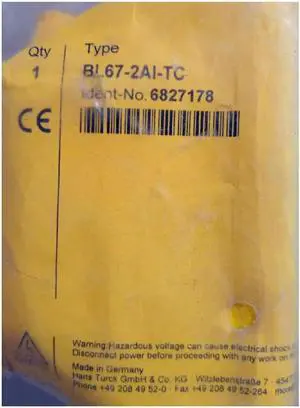 Qty Type
1 BL67-2AI-TC
Ident-No. 6827178
CE
Warning:Hazardous voltage can cause electrical shock
Disconnect power before proceeding with any work on
Made in Germany
Hans Turck GmbH & Co. KG Witzlebenstraße 7
Phone +49 208 49 52-0 Fax +49 208 49 52-264